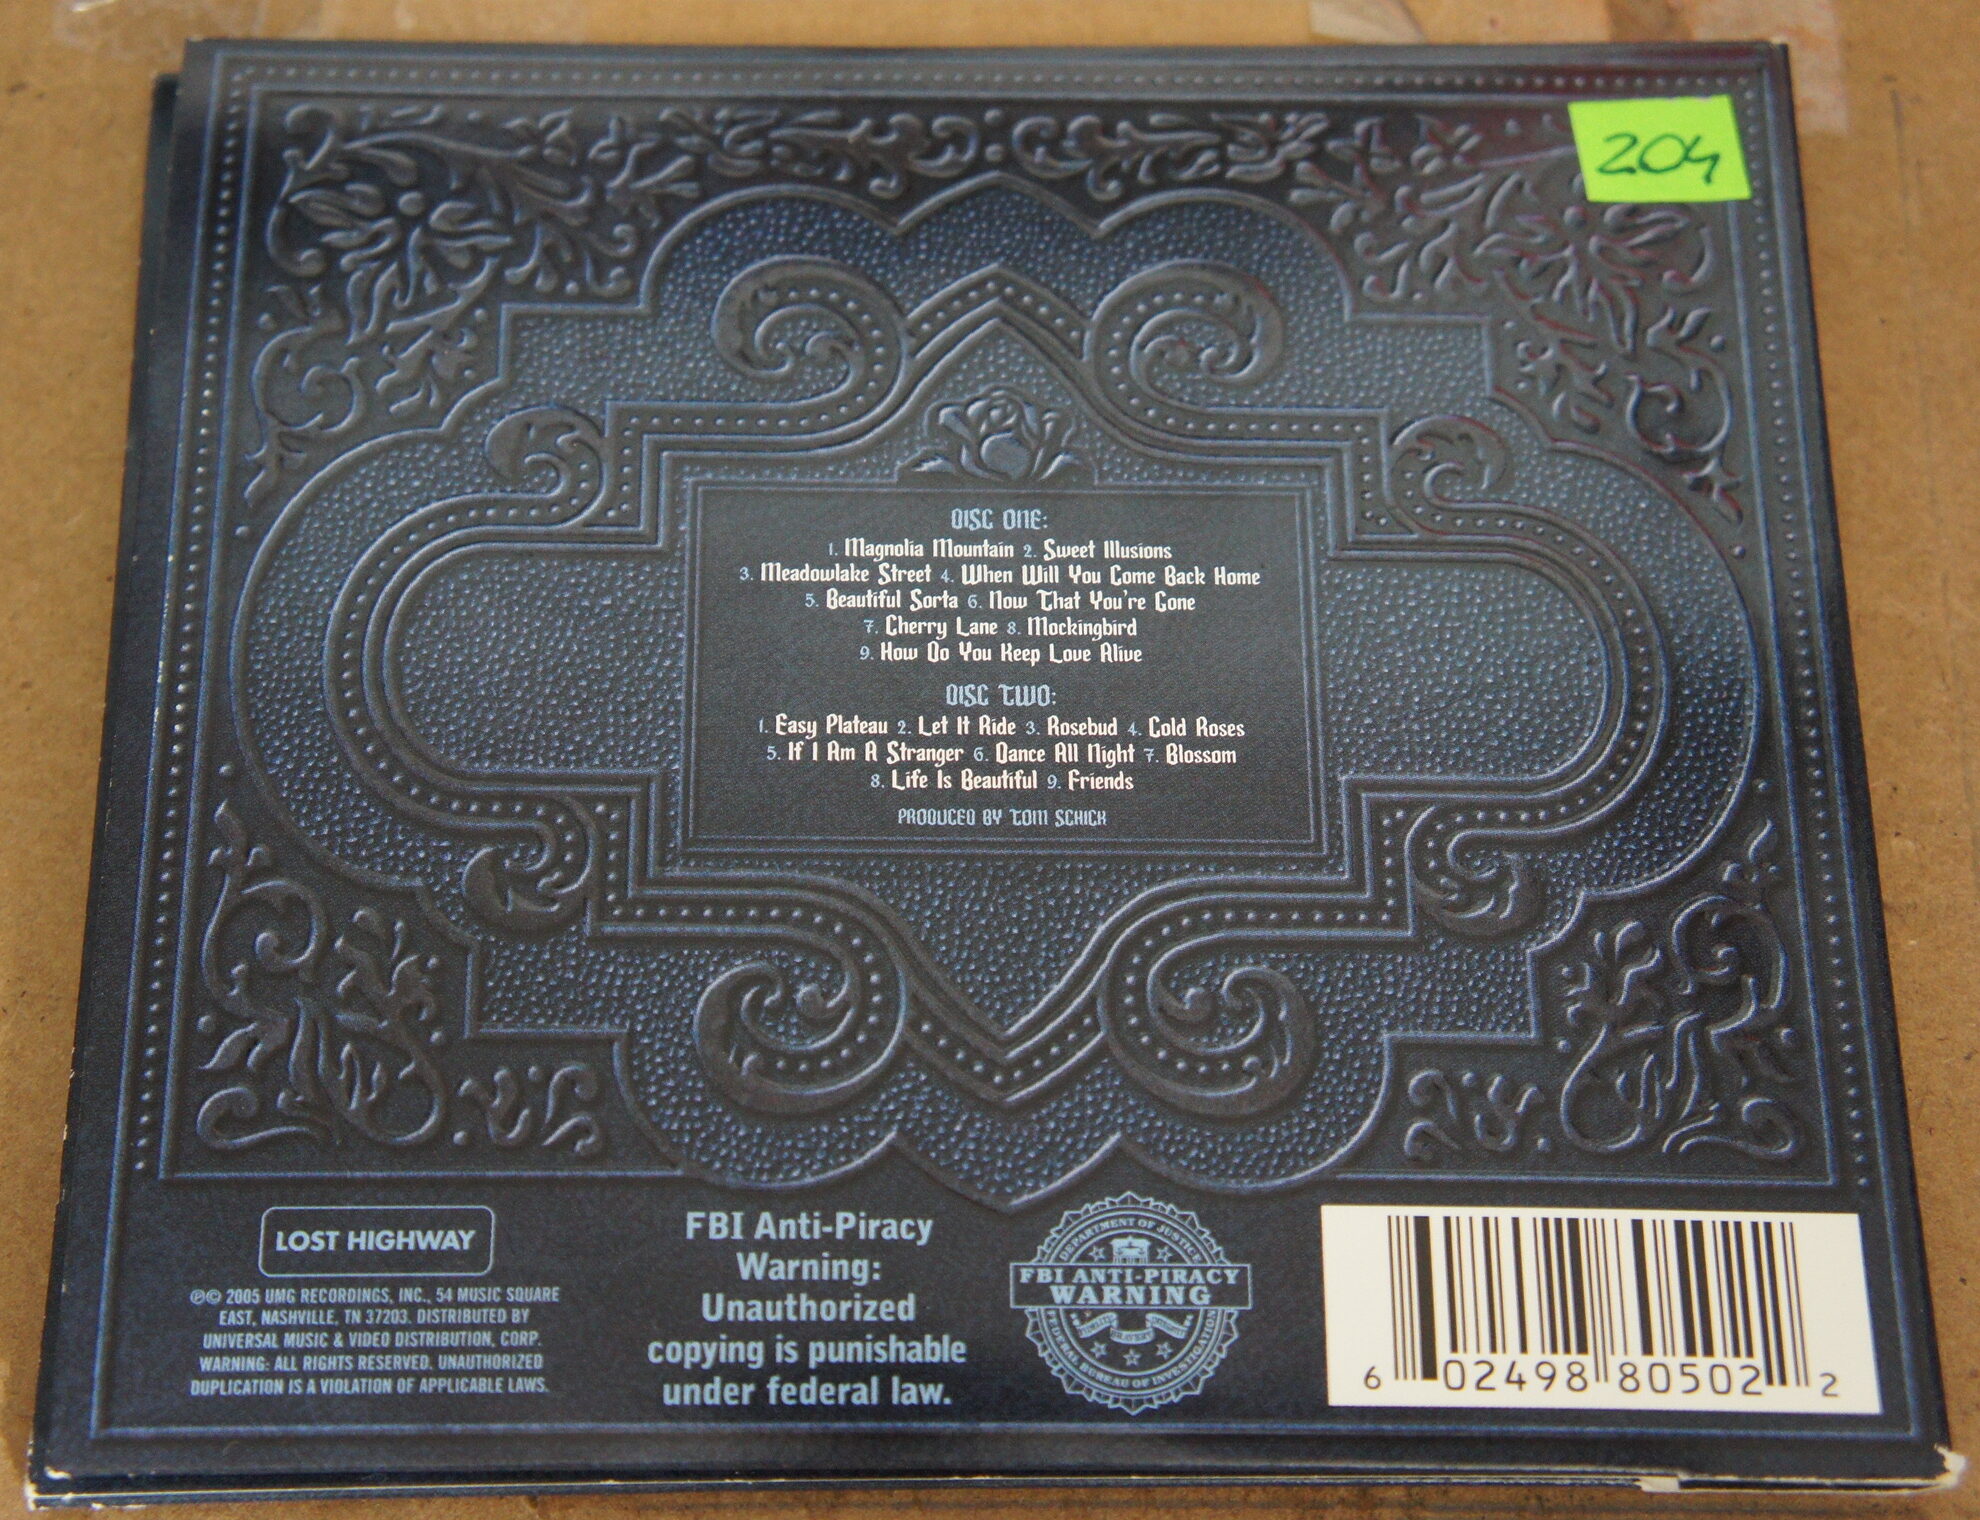 204
DISC ONE:
1. Magnolia Mountain 2. Sweet Illusions
3. Meadowlake Street 4. When Will You Come Back Home
5. Beautiful Sorta 6. Now That You're Gone
7. Cherry Lane 8. Mockingbird
9. How Do You Keep Love Alive
DISC TWO:
1. Easy Plateau 2. Let It Ride 3. Rosebud 4. Cold Roses
5. If I Am A Stranger 6. Dance All Night 7. Blossom
8. Life Is Beautiful 9. Friends
PRODUCED BY TOM SCHICK
LOST HIGHWAY
℗© 2005 UMG RECORDINGS, INC., 54 MUSIC SQUARE
EAST, NASHVILLE, TN 37203. DISTRIBUTED BY
UNIVERSAL MUSIC & VIDEO DISTRIBUTION, CORP.
WARNING: ALL RIGHTS RESERVED. UNAUTHORIZED
DUPLICATION IS A VIOLATION OF APPLICABLE LAWS.
FBI Anti-Piracy
Warning:
Unauthorized
copying is punishable
under federal law.
DEPARTMENT OF JUSTICE
FBI ANTI-PIRACY
WARNING
FEDERAL BUREAU OF INVESTIGATION
6 02498 80502 2